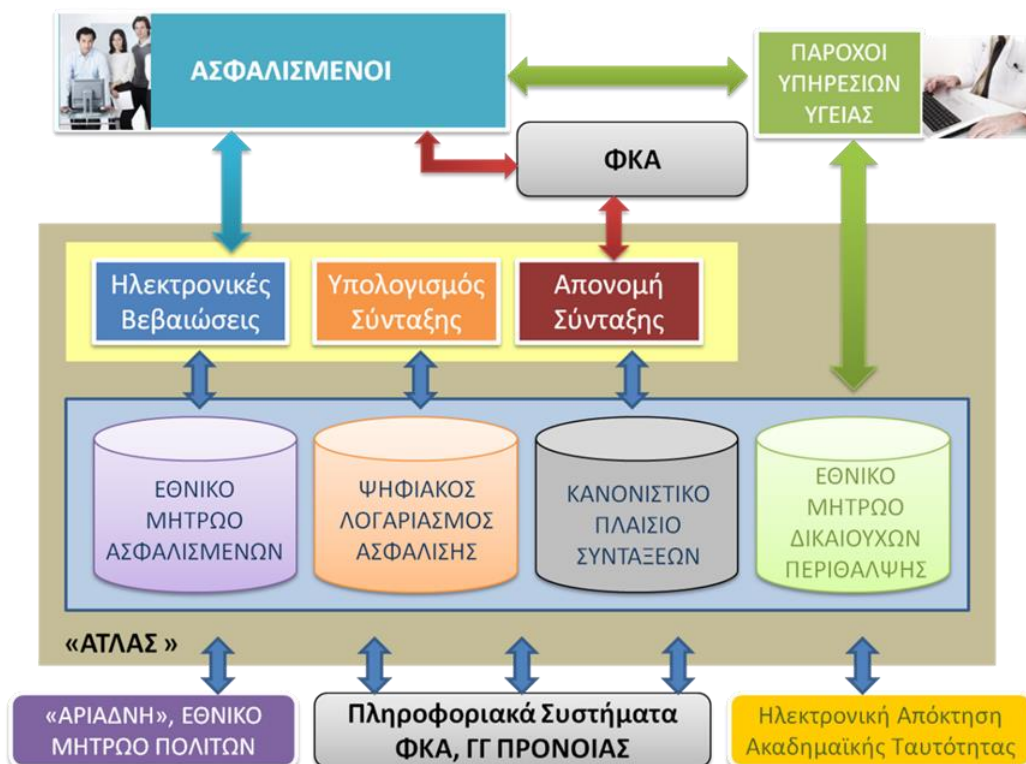 ΑΣΦΑΛΙΣΜΕΝΟΙ
ΠΑΡΟΧΟΙ
ΥΠΗΡΕΣΙΩΝ
ΥΓΕΙΑΣ
ΦΚΑ
Ηλεκτρονικές
Βεβαιώσεις
Υπολογισμός
Σύνταξης
Απονομή
Σύνταξης
ΕΘΝΙΚΟ
ΜΗΤΡΩΟ
ΑΣΦΑΛΙΣΜΕΝΩΝ
ΨΗΦΙΑΚΟΣ
ΛΟΓΑΡΙΑΣΜΟΣ
ΑΣΦΑΛΙΣΗΣ
ΚΑΝΟΝΙΣΤΙΚΟ
ΠΛΑΙΣΙΟ
ΣΥΝΤΑΞΕΩΝ
ΕΘΝΙΚΟ
ΜΗΤΡΩΟ
ΔΙΚΑΙΟΥΧΩΝ
ΠΕΡΙΘΑΛΨΗΣ
«ΑΤΛΑΣ »
«ΑΡΙΑΔΝΗ», ΕΘΝΙΚΟ
ΜΗΤΡΩΟ ΠΟΛΙΤΩΝ
Πληροφοριακά Συστήματα
ΦΚΑ, ΓΓ ΠΡΟΝΟΙΑΣ
Ηλεκτρονική Απόκτηση
Ακαδημαϊκής Ταυτότητας